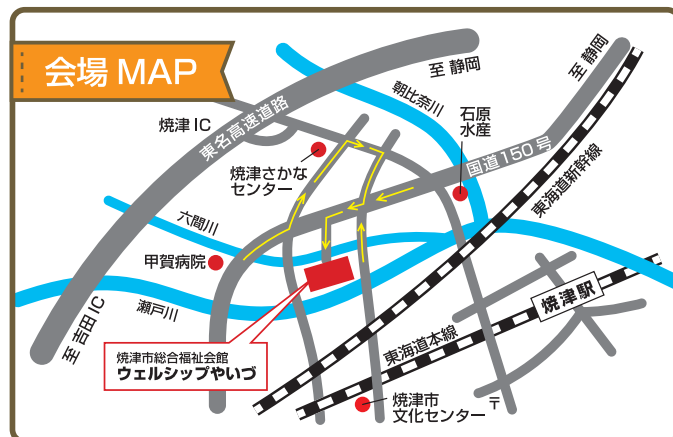 会場 MAP
至 静岡
至 静岡
朝比奈川
焼津 IC
東名高速道路
石原
水産
国道150号
焼津さかな
センター
東海道新幹線
六間川
甲賀病院
瀬戸川
至 吉田 IC
焼津駅
焼津市総合福祉会館
ウェルシップやいづ
東海道本線
焼津市
文化センター
〒